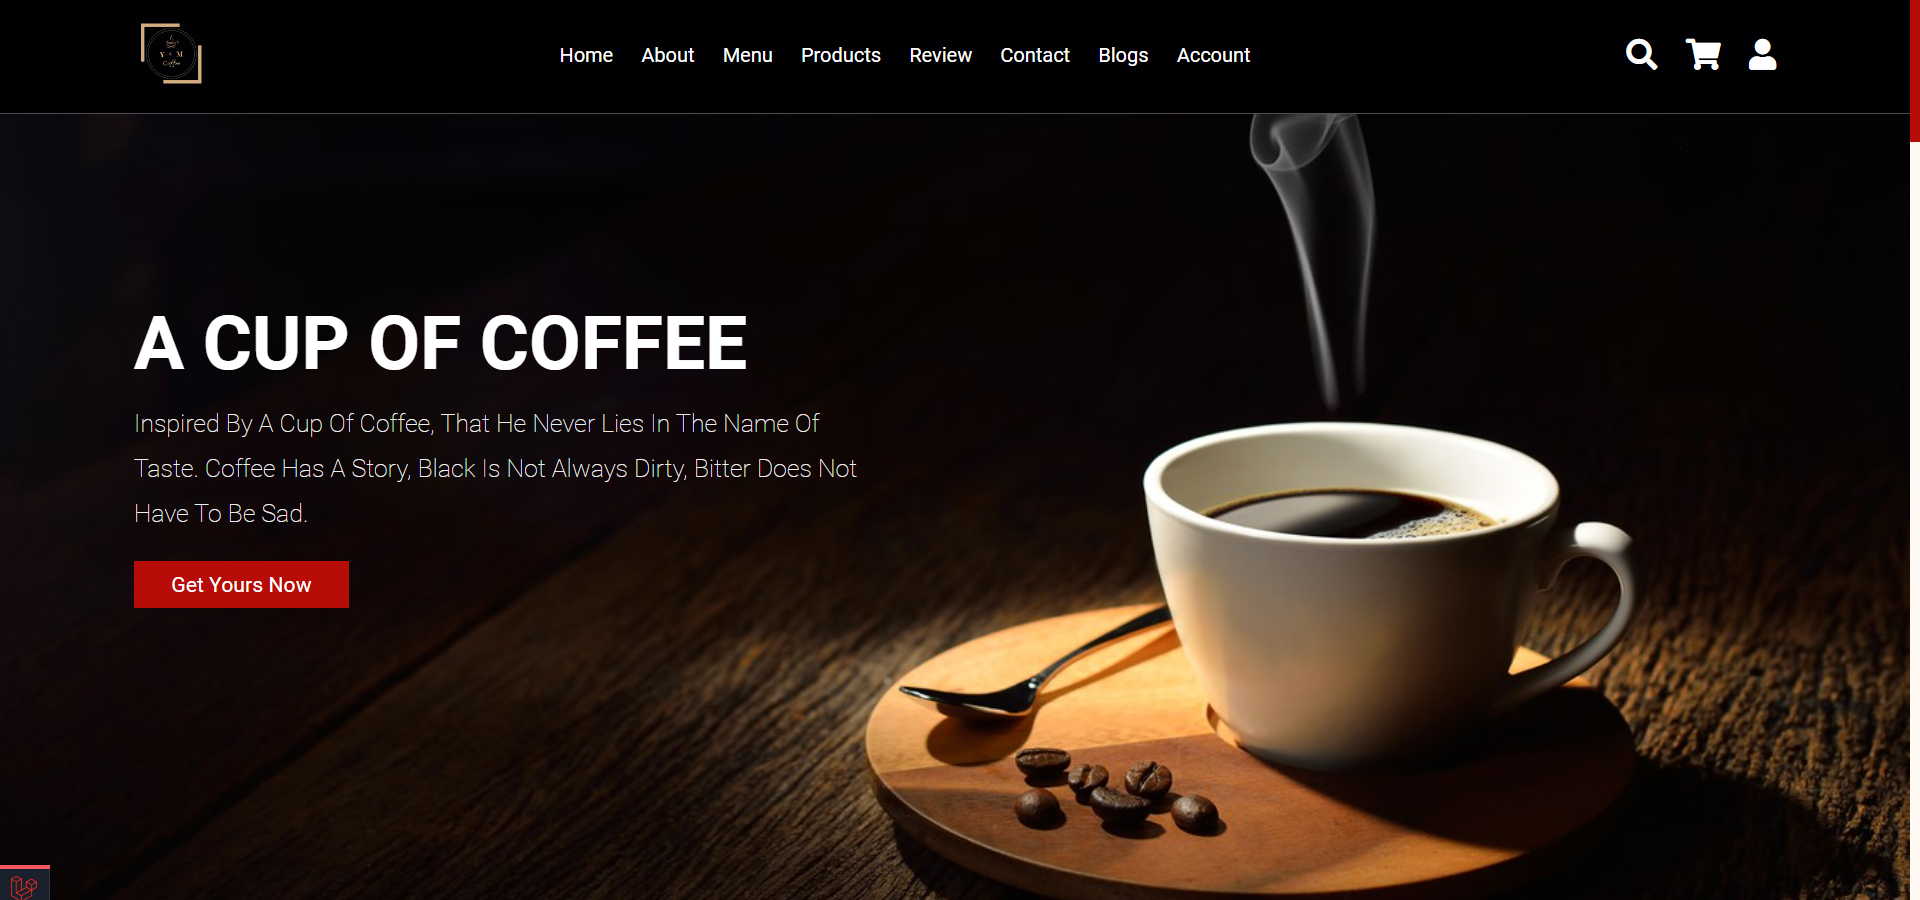 Y M
Coffee
Home About Menu Products Review Contact Blogs Account
A CUP OF COFFEE
Inspired By A Cup Of Coffee, That He Never Lies In The Name Of
Taste. Coffee Has A Story, Black Is Not Always Dirty, Bitter Does Not
Have To Be Sad.
Get Yours Now